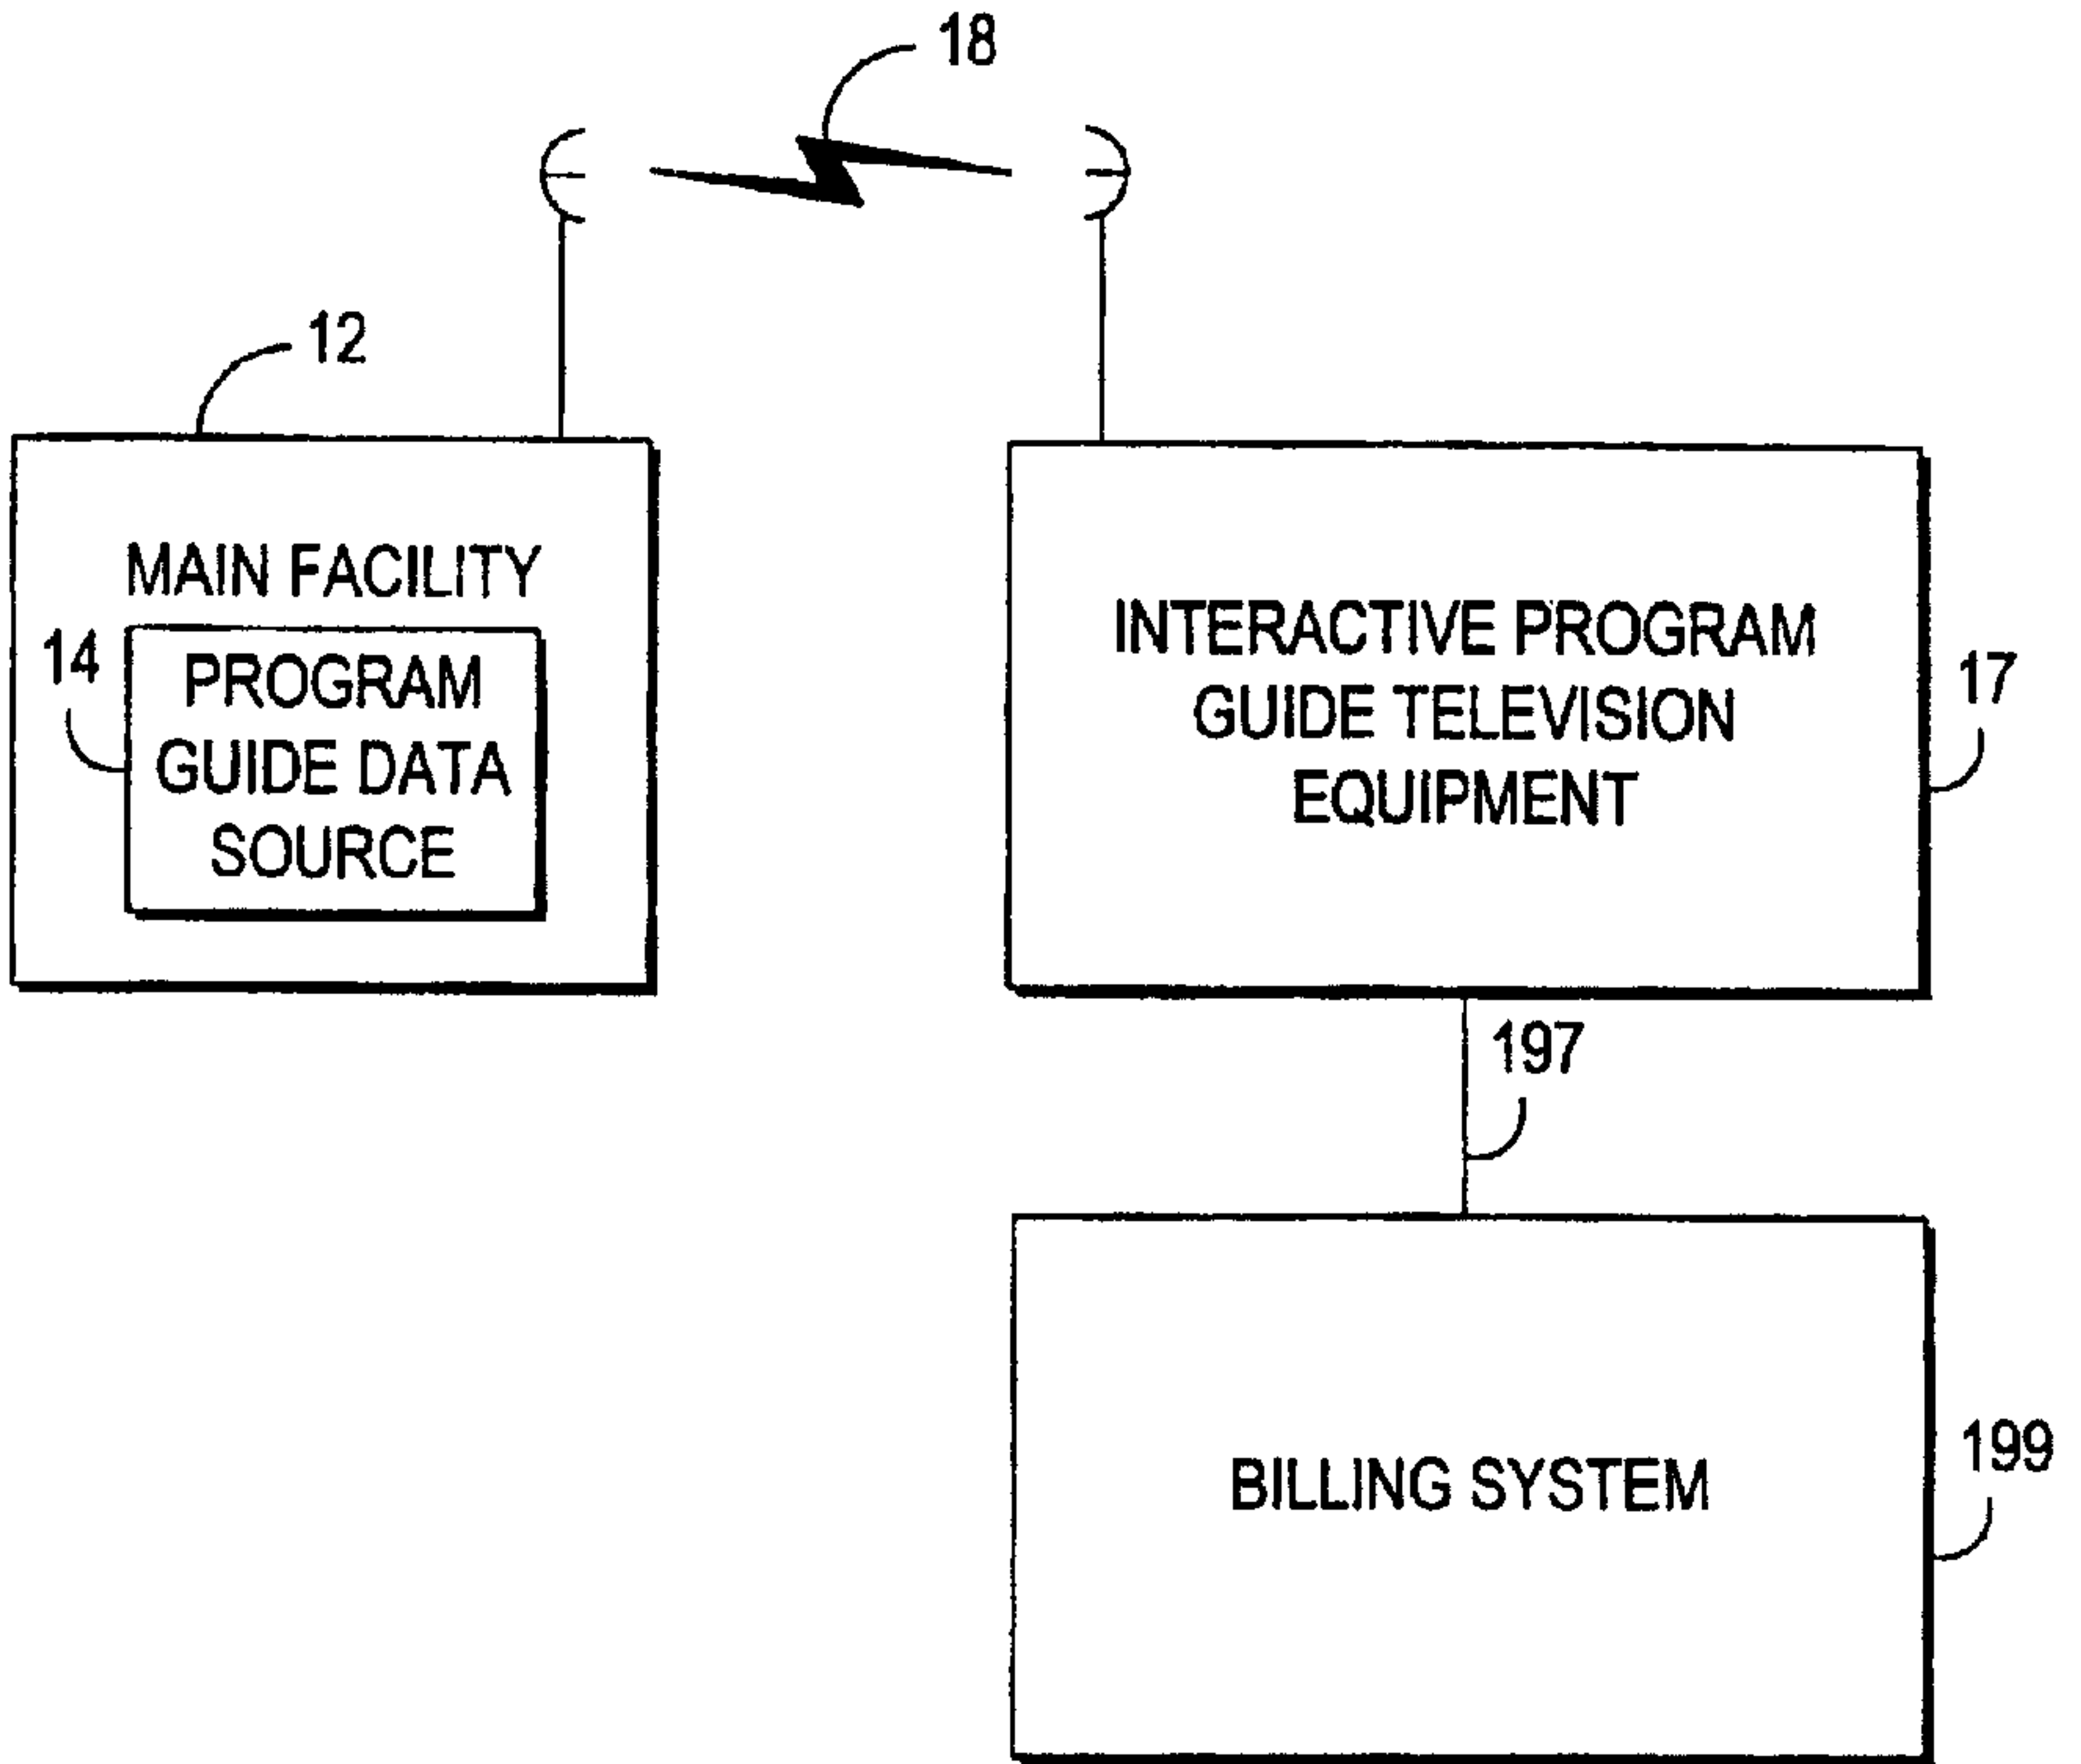 18
12
MAIN FACILITY
14
PROGRAM
GUIDE DATA
SOURCE
INTERACTIVE PROGRAM
GUIDE TELEVISION
EQUIPMENT
17
197
BILLING SYSTEM
199